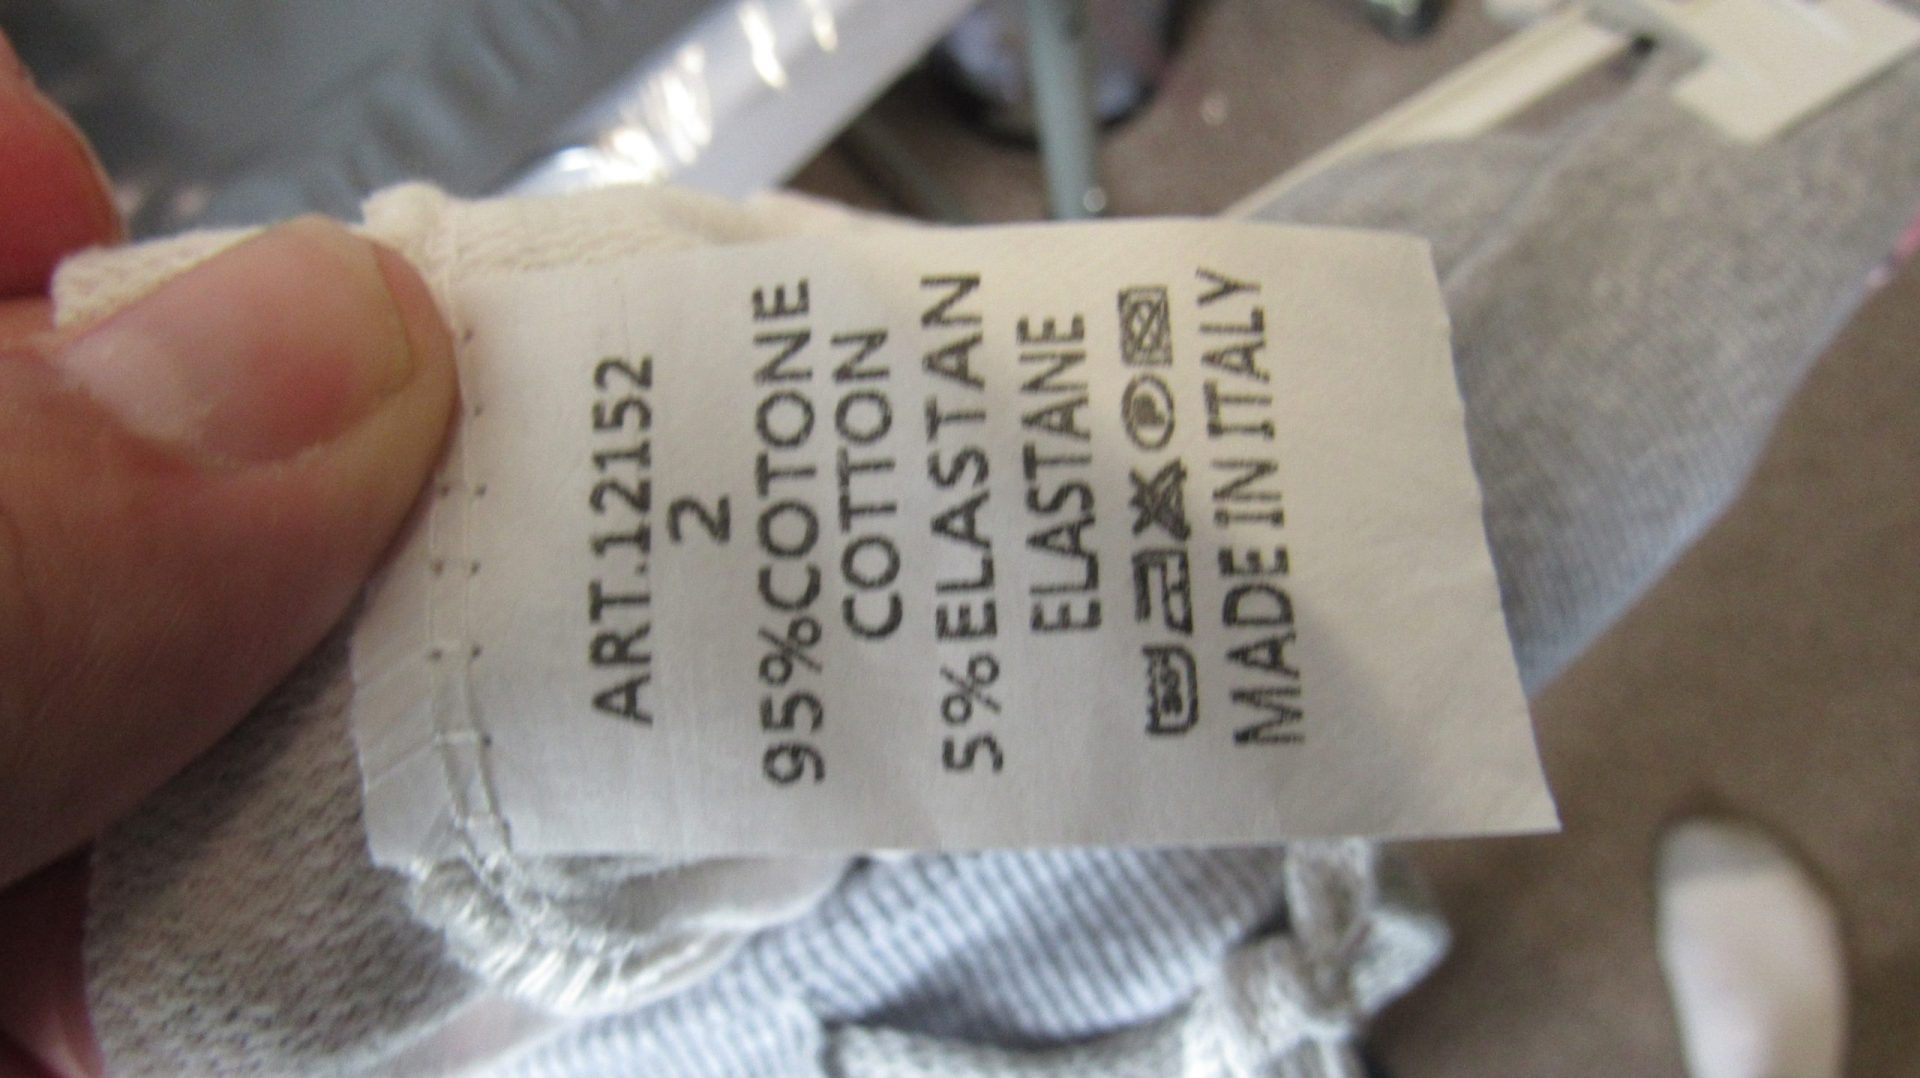 ART.12152
2
95%COTONE
COTTON
5%ELASTAN
ELASTANE
P
MADE IN ITALY